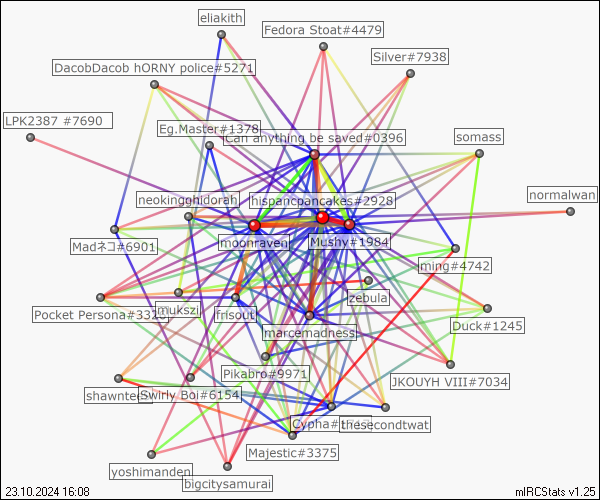 eliakith
Fedora Stoat#4479
Silver#7938
DacobDacob hORNY police#5271
LPK2387 #7690
Eg.Master#1378
Can anything be saved#0396
somass
neokingghidorah
hispancpancakes#2928
normalwan
Madネコ#6901
moonraven
Mushy#1984
ming#4742
zebula
Pocket Persona#33
mukszi
frisout
marcemadness
Duck#1245
Pikabro#9971
JKOUYH VIII#7034
shawnte
Swirly Boi#6154
Cypha#
thesecondtwat
Majestic#3375
yoshimanden
bigcitysamurai
23.10.2024 16:08
mIRCStats v1.25